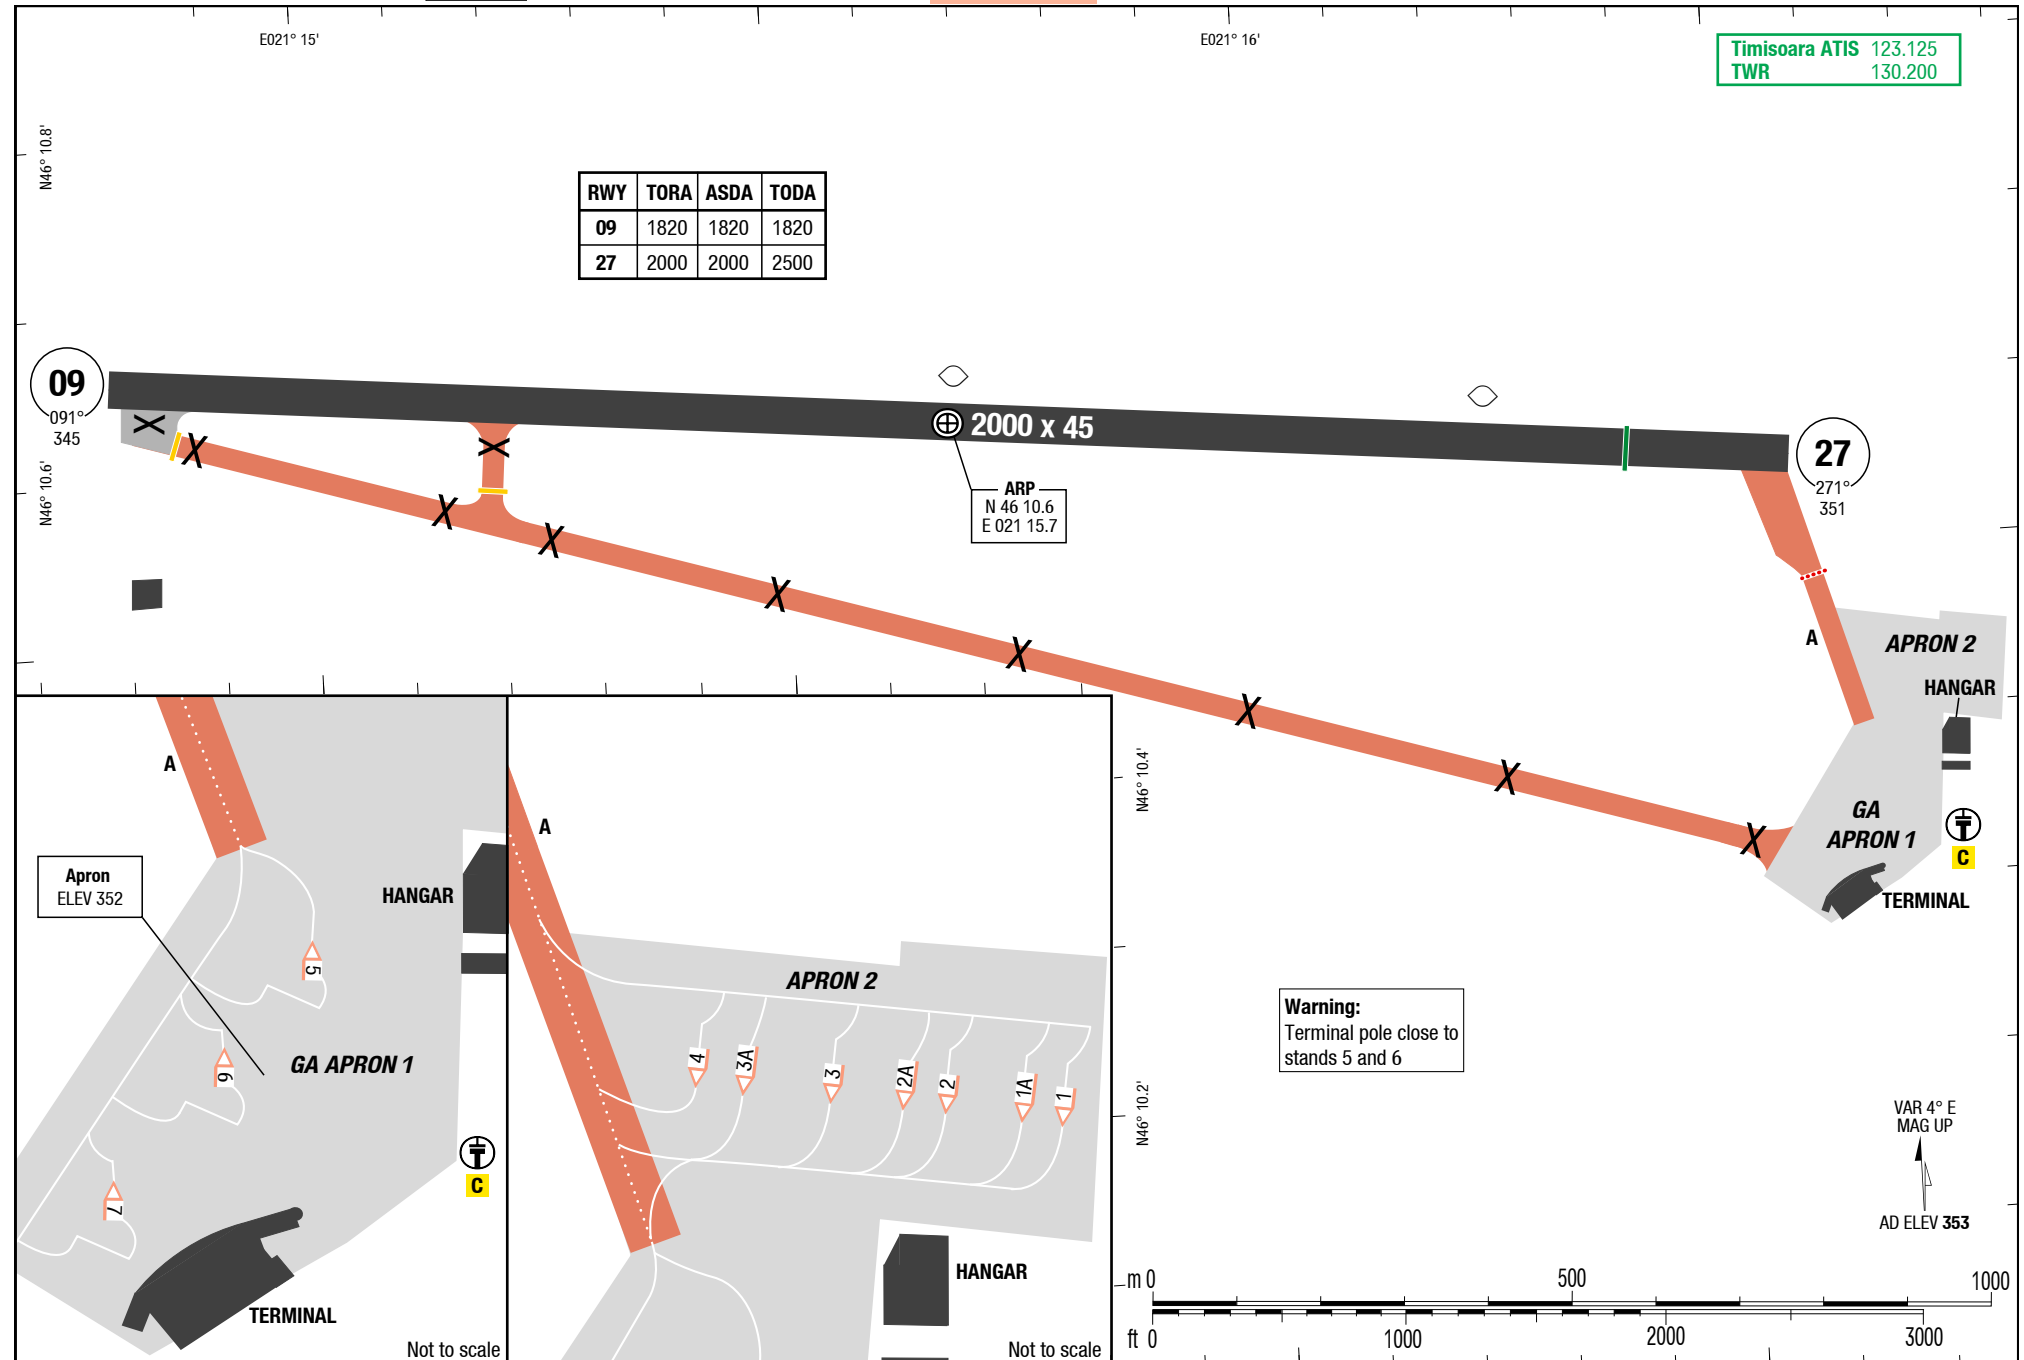 E021° 15'
E021° 16'
Timisoara ATIS 123.125
TWR 130.200
N46° 10.8'
RWY TORA ASDA TODA
09 1820 1820 1820
27 2000 2000 2500
09
091°
345
2000 x 45
27
271°
351
ARP
N 46 10.6
E 021 15.7
N46° 10.6'
X
X
X
X
X
X
X
X
X
X
A
APRON 2
HANGAR
GA
APRON 1
C
TERMINAL
A
Apron
ELEV 352
HANGAR
5
6
GA APRON 1
7
C
TERMINAL
Not to scale
A
APRON 2
4
3A
3
2A
2
1A
1
HANGAR
Not to scale
N46° 10.4'
N46° 10.2'
Warning:
Terminal pole close to
stands 5 and 6
VAR 4° E
MAG UP
AD ELEV 353
m 0 500 1000
ft 0 1000 2000 3000